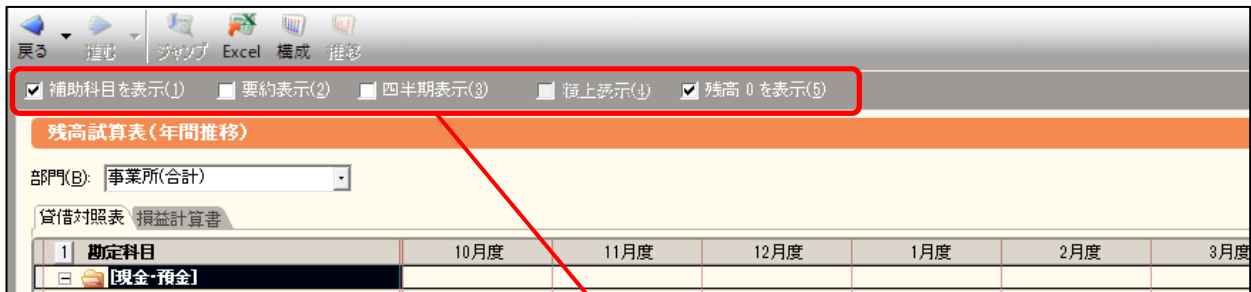 戻る 進む ジャンプ Excel 構成 推移
補助科目を表示(1) 要約表示(2) 四半期表示(3) 積上表示(4) 残高 0 を表示(5)
残高試算表(年間推移)
部門(B): 事業所(合計)
貸借対照表 損益計算書
1 勘定科目 10月度 11月度 12月度 1月度 2月度 3月度
[現金・預金]